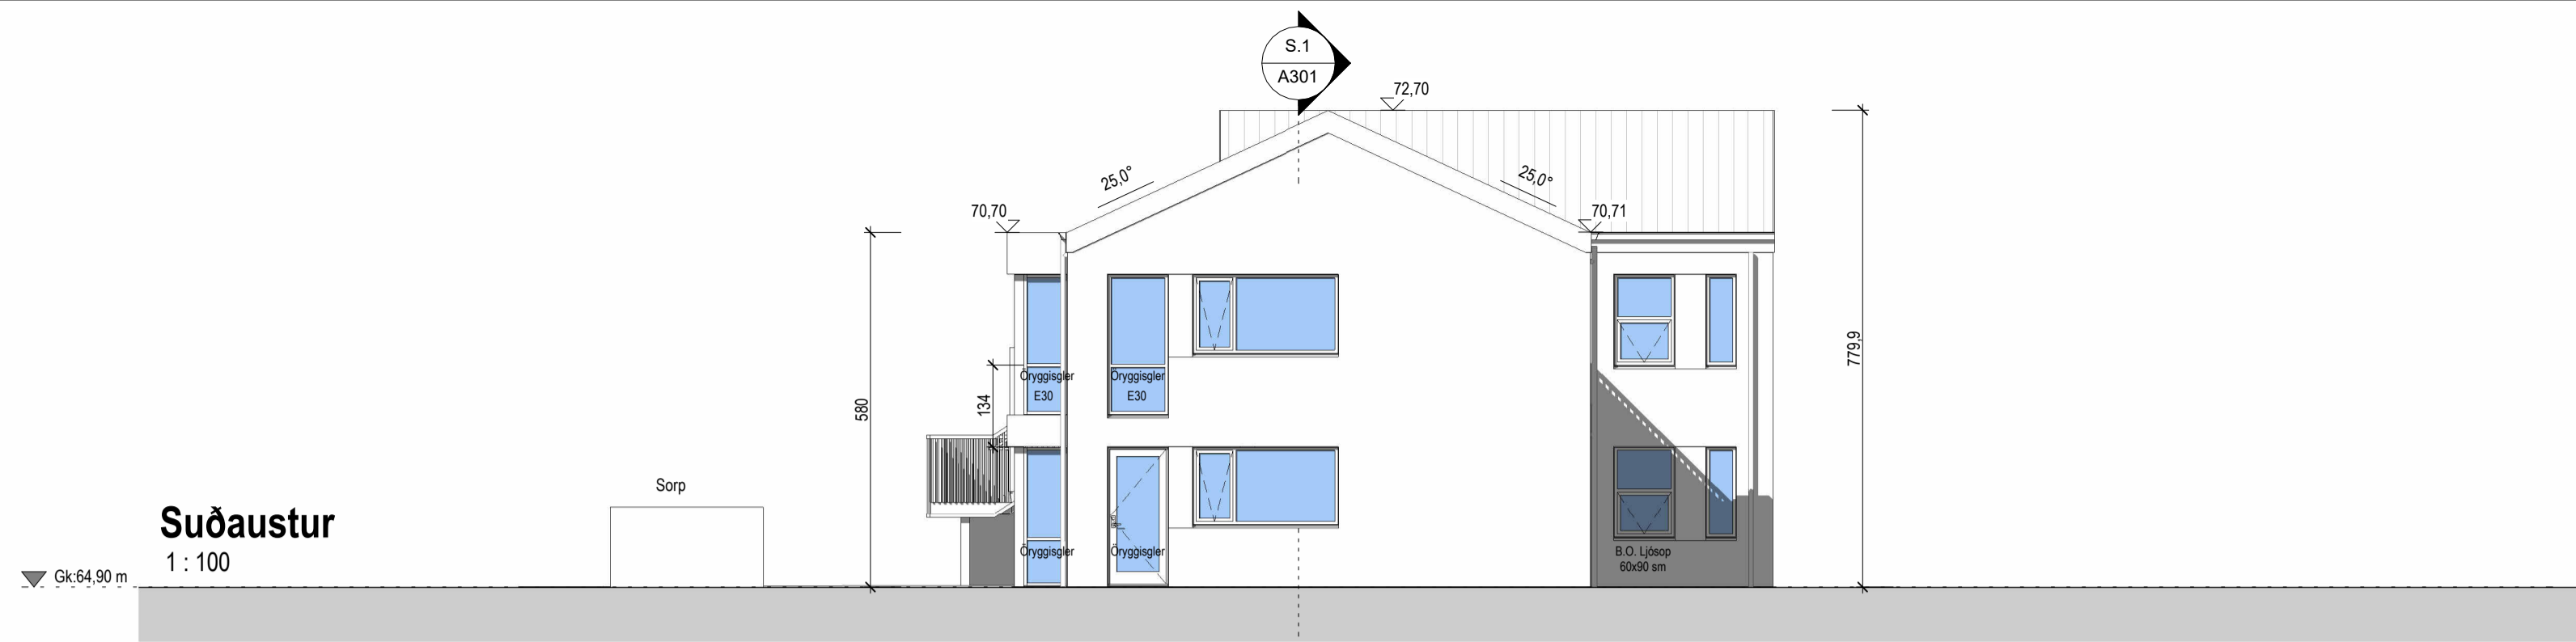 S.1
A301
72,70
25,0°
25,0°
70,70
70,71
779,9
580
134
Öryggisgler
E30
Öryggisgler
E30
Sorp
Suðaustur
1 : 100
Gk:64,90 m
Öryggisgler
Öryggisgler
B.O. Ljósop
60x90 sm